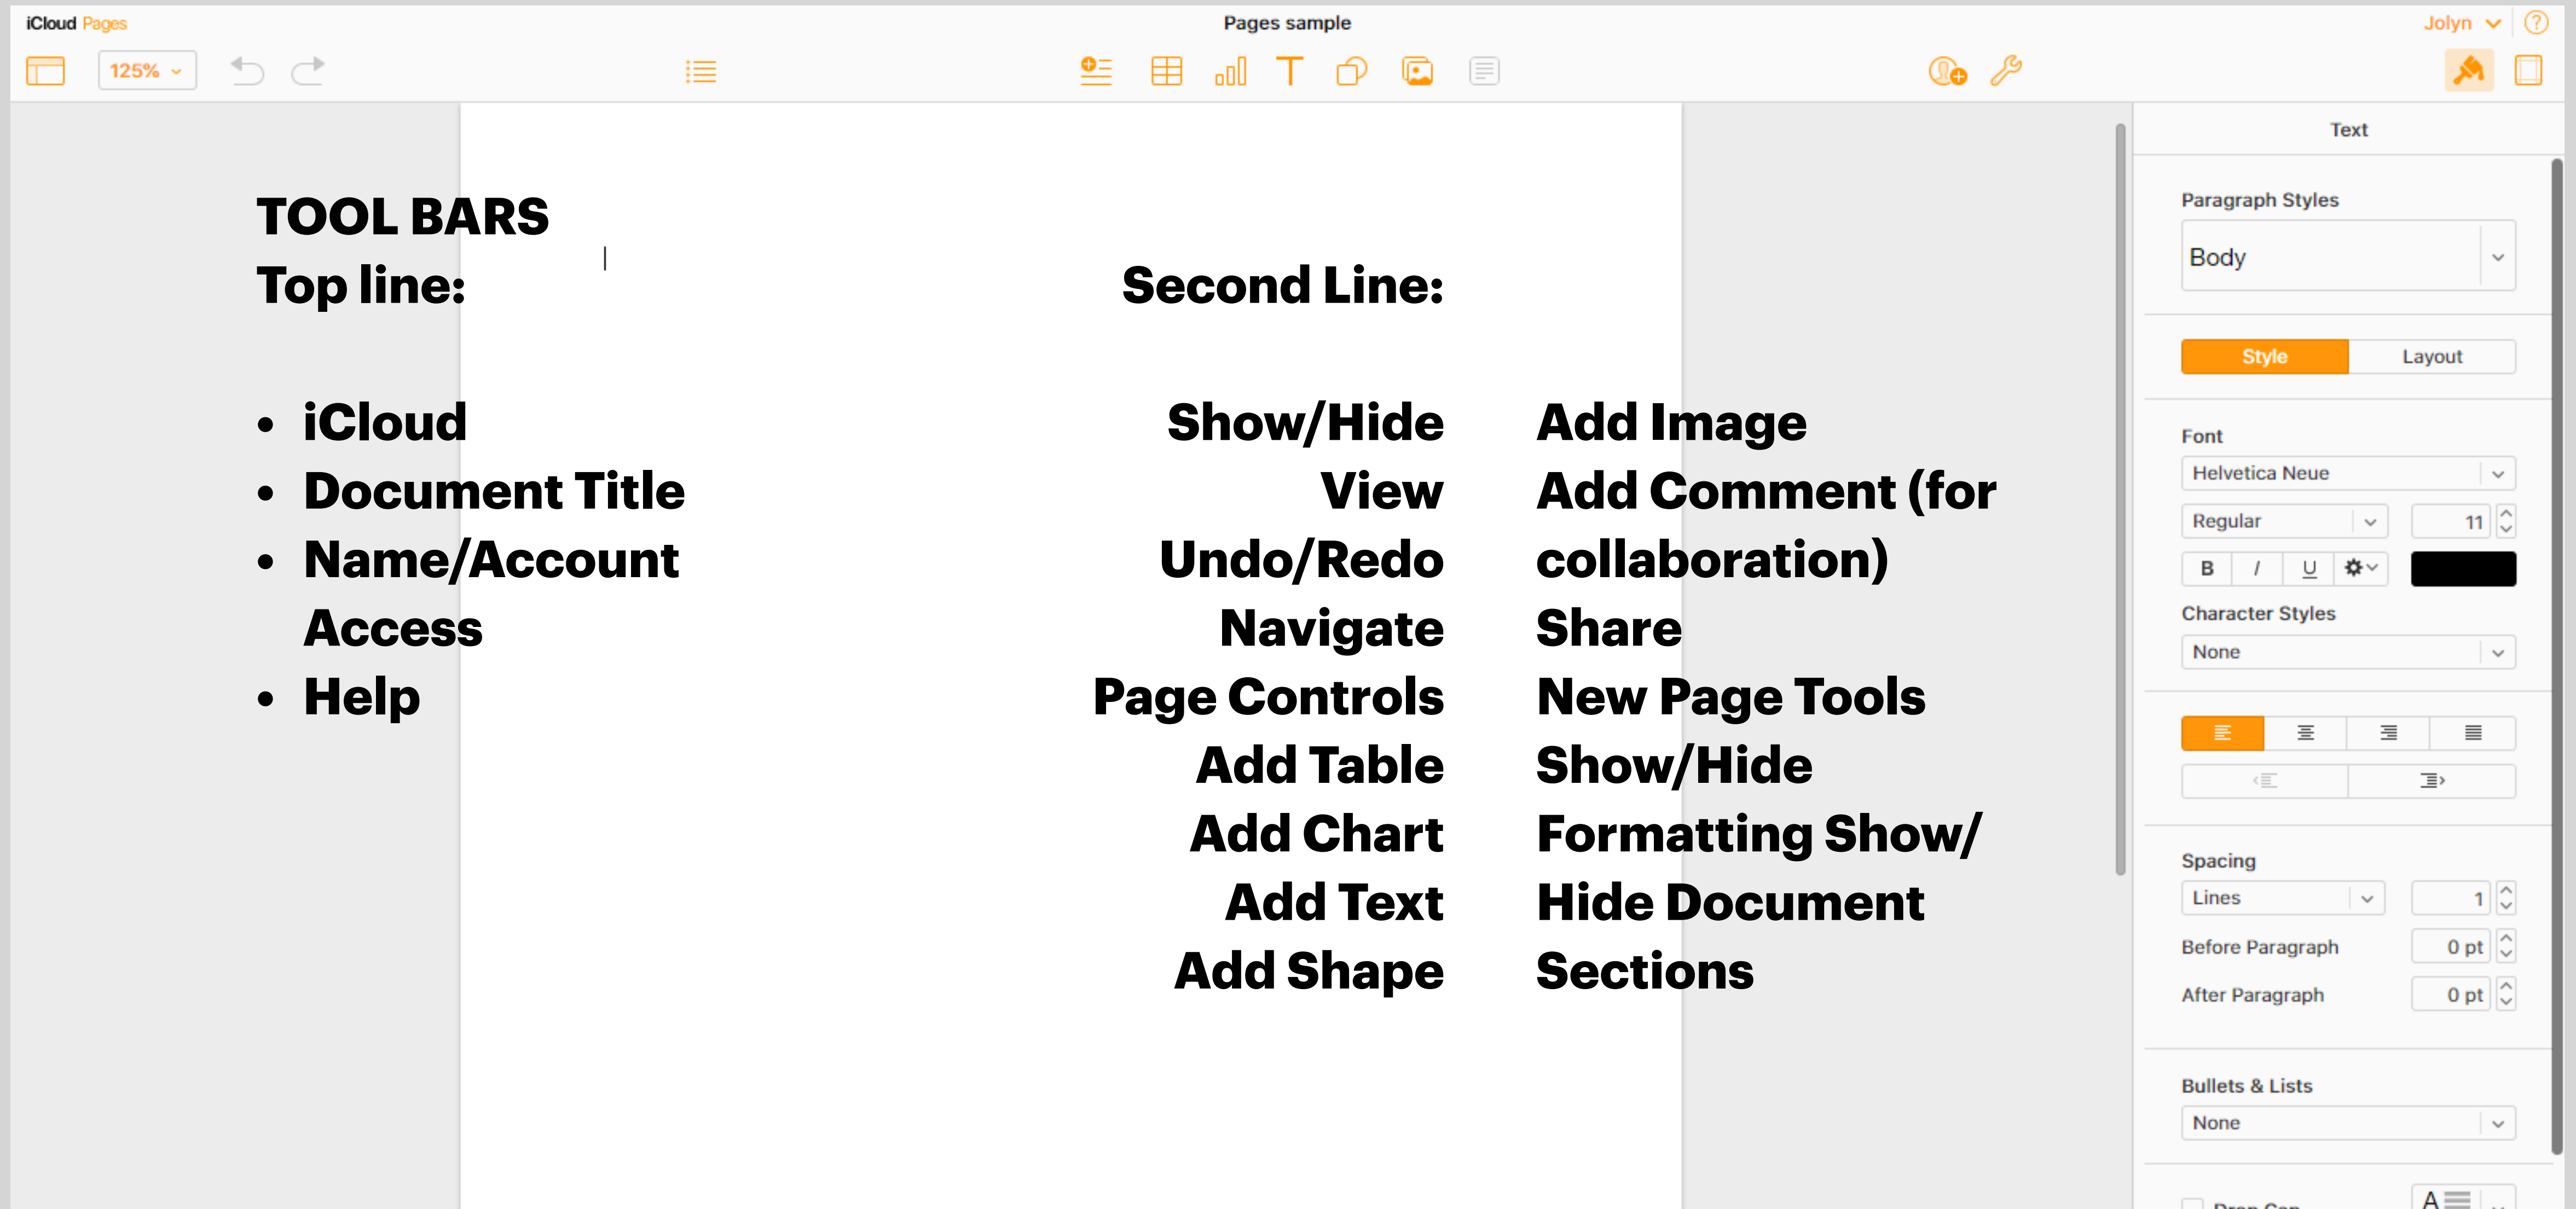 iCloud Pages
Pages sample
Jolyn
125%
TOOL BARS
Top line:
• iCloud
• Document Title
• Name/Account
Access
• Help
Second Line:
Show/Hide
View
Undo/Redo
Navigate
Page Controls
Add Table
Add Chart
Add Text
Add Shape
Add Image
Add Comment (for
collaboration)
Share
New Page Tools
Show/Hide
Formatting Show/
Hide Document
Sections
Text
Paragraph Styles
Body
Style Layout
Font
Helvetica Neue
Regular 11
B I U
Character Styles
None
Spacing
Lines 1
Before Paragraph 0 pt
After Paragraph 0 pt
Bullets & Lists
None
Drop Cap A